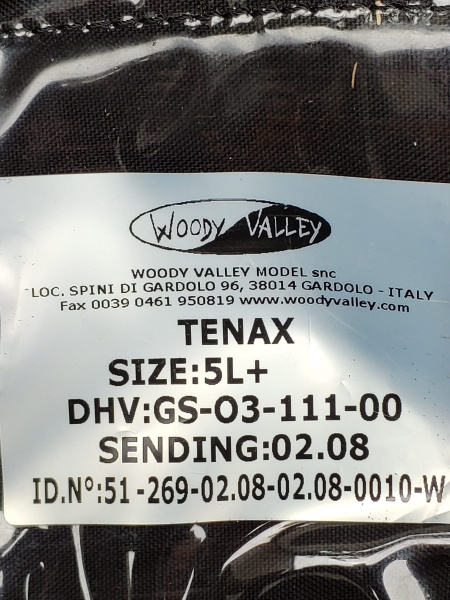 WOODY VALLEY
WOODY VALLEY MODEL snc
LOC. SPINI DI GARDOLO 96, 38014 GARDOLO - ITALY
Fax 0039 0461 950819 www.woodyvalley.com
TENAX
SIZE:5L+
DHV:GS-O3-111-00
SENDING:02.08
ID.N°:51-269-02.08-02.08-0010-W